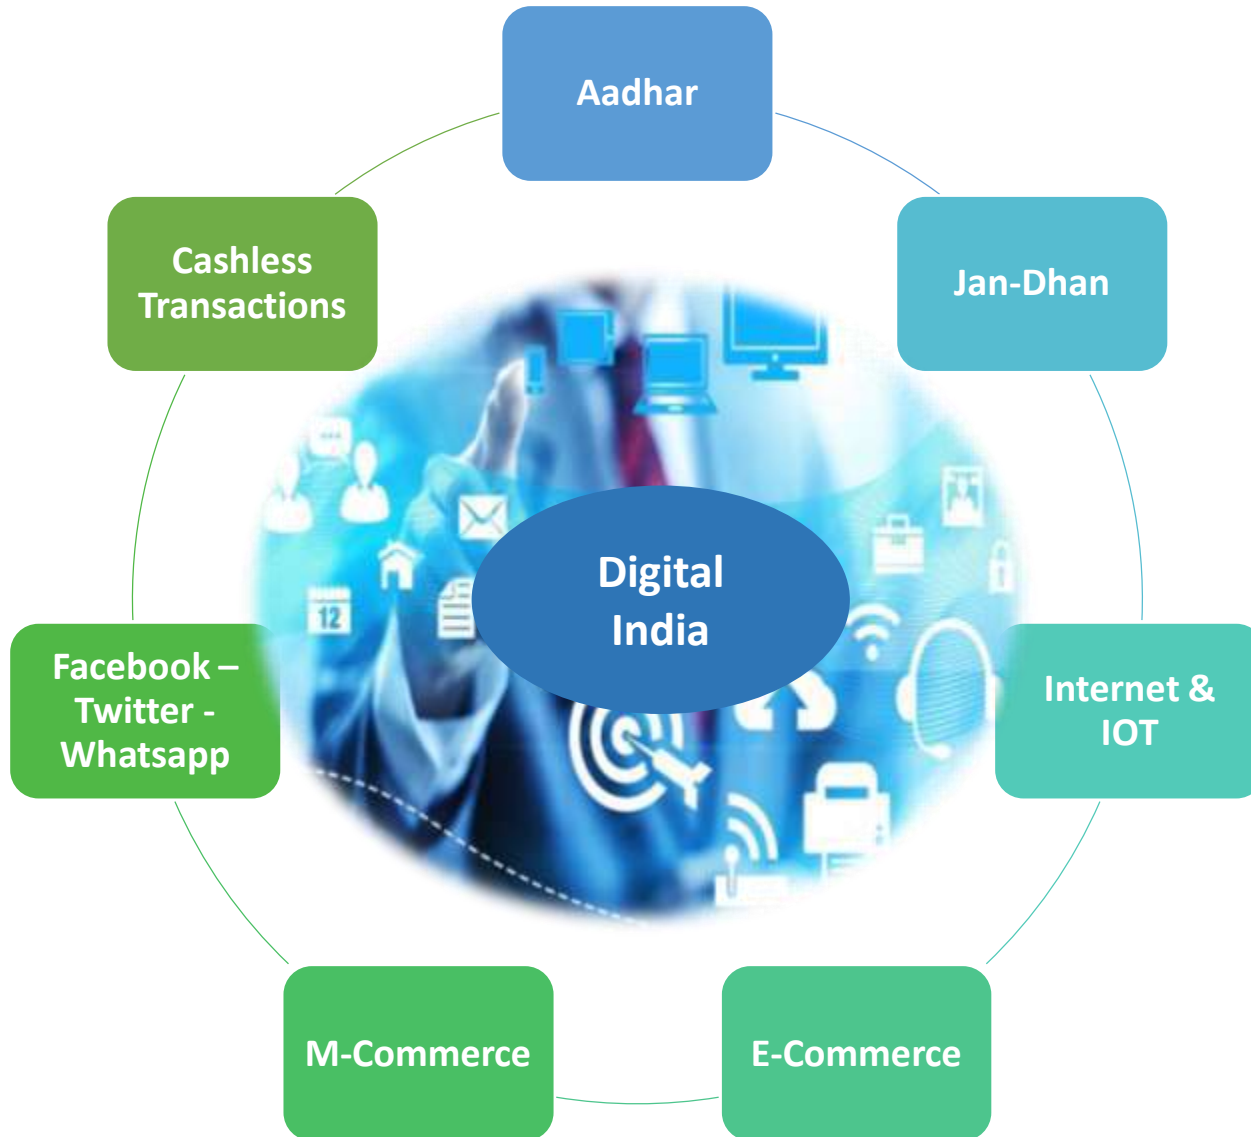 Aadhar
Jan-Dhan
Internet &
IOT
E-Commerce
M-Commerce
Facebook –
Twitter -
Whatsapp
Cashless
Transactions
Digital
India
12